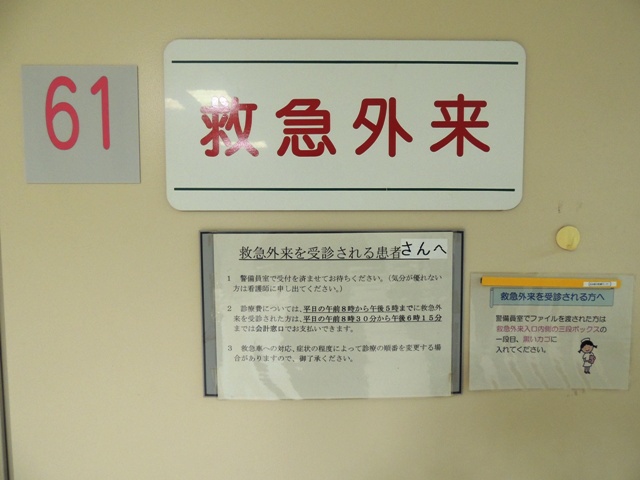 61
救急外来
救急外来を受診される患者さんへ
1 警備員室で受付を済ませてお待ちください。(気分が優れない
方は看護師に申し出てください。)
2 診療費については、平日の午前8時から午後5時までに救急外
来を受診された方は、平日の午前8時30分から午後6時15分
までは会計窓口でお支払いできます。
3 救急車への対応、症状の程度によって診療の順番を変更する場
合がありますので、御了承ください。
救急外来を受診される方へ
警備員室でファイルを渡された方は
救急外来入口内側の三段ボックスの
一段目、黒いカゴに
入れてください。